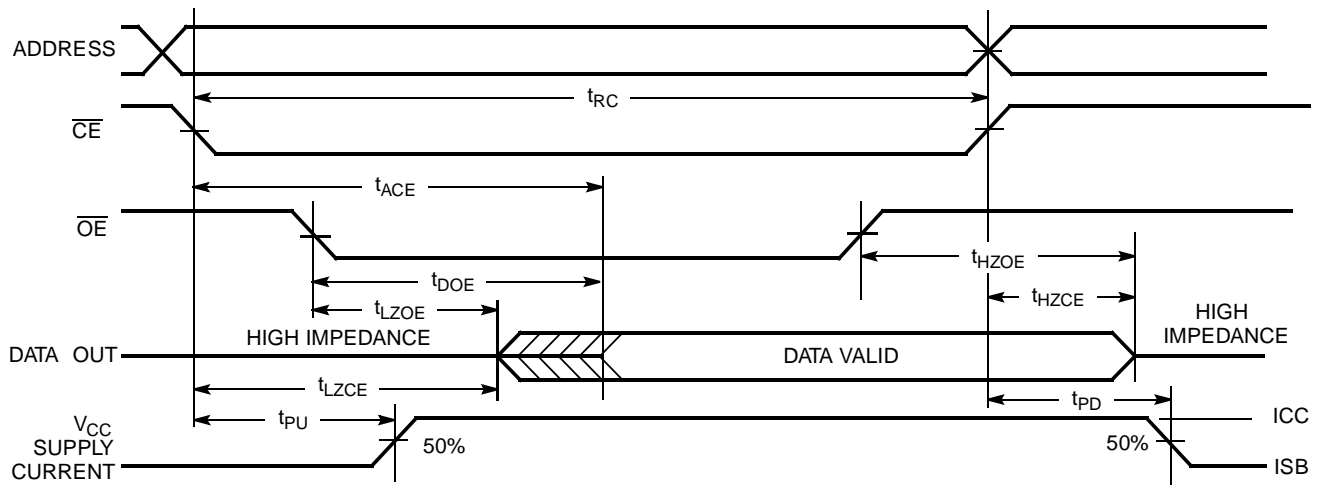 ADDRESS
tRC
CE
tACE
OE
tHZOE
tDOE
tHZCE
tLZOE
HIGH IMPEDANCE
HIGH
IMPEDANCE
DATA OUT
DATA VALID
tLZCE
tPD
tPU
VCC
SUPPLY
CURRENT
50%
50%
ICC
ISB